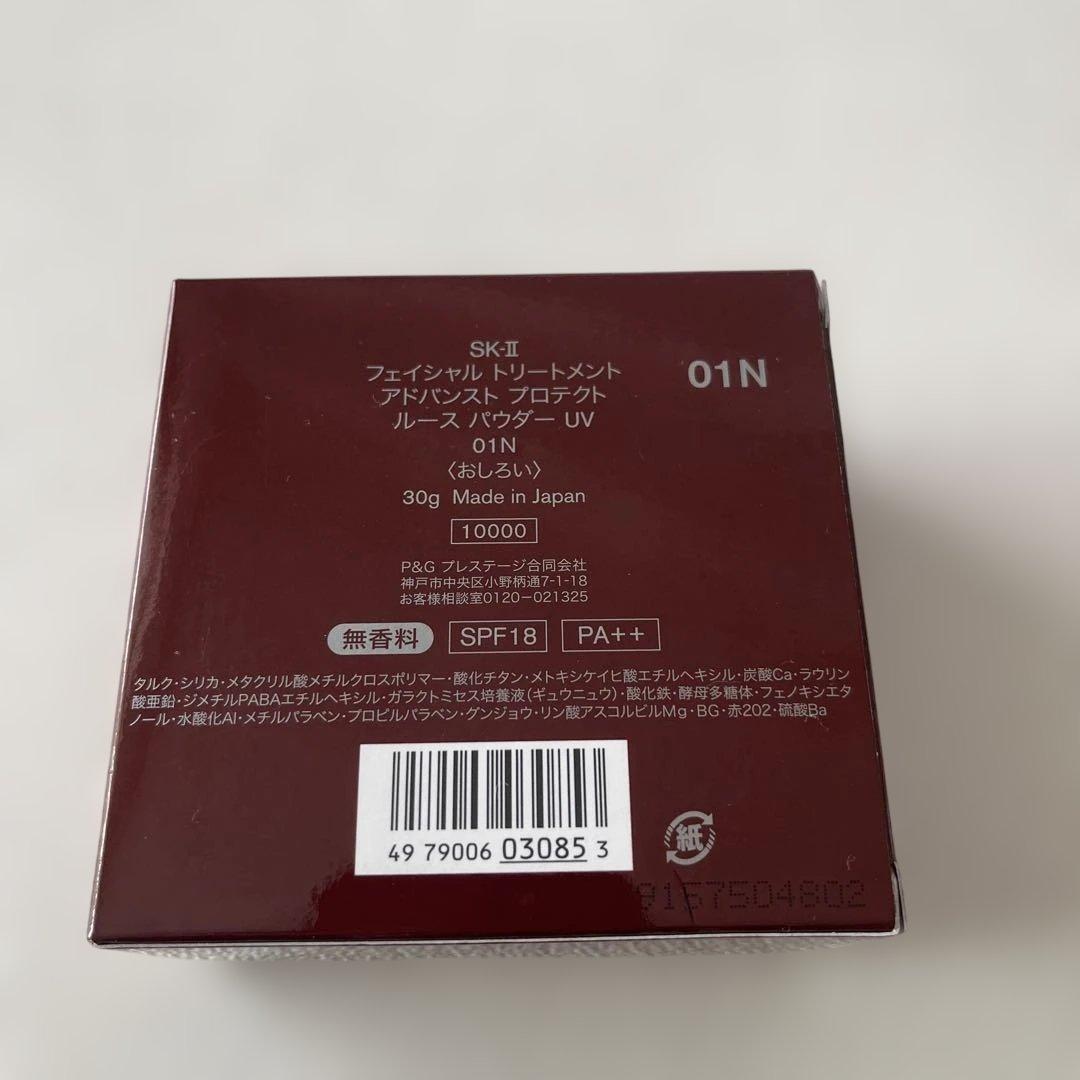 SK-II
フェイシャル トリートメント
アドバンスト プロテクト
ルース パウダー UV
01N
〈おしろい〉
30g Made in Japan
10000
01N
P&G プレステージ合同会社
神戸市中央区小野柄通7-1-18
お客様相談室0120-021325
無香料 SPF18 PA++
タルク・シリカ・メタクリル酸メチルクロスポリマー・酸化チタン・メトキシケイヒ酸エチルヘキシル・炭酸Ca・ラウリン
酸亜鉛・ジメチルPABAエチルヘキシル・ガラクトミセス培養液(ギュウニュウ)・酸化鉄・酵母多糖体・フェノキシエタ
ノール・水酸化Al・メチルパラベン・プロピルパラベン・グンジョウ・リン酸アスコルビルMg・BG・赤202・硫酸Ba
49 79006 03085 3
紙
9157504802